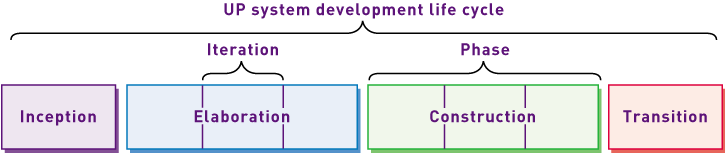 UP system development life cycle
Iteration Phase
Inception Elaboration Construction Transition